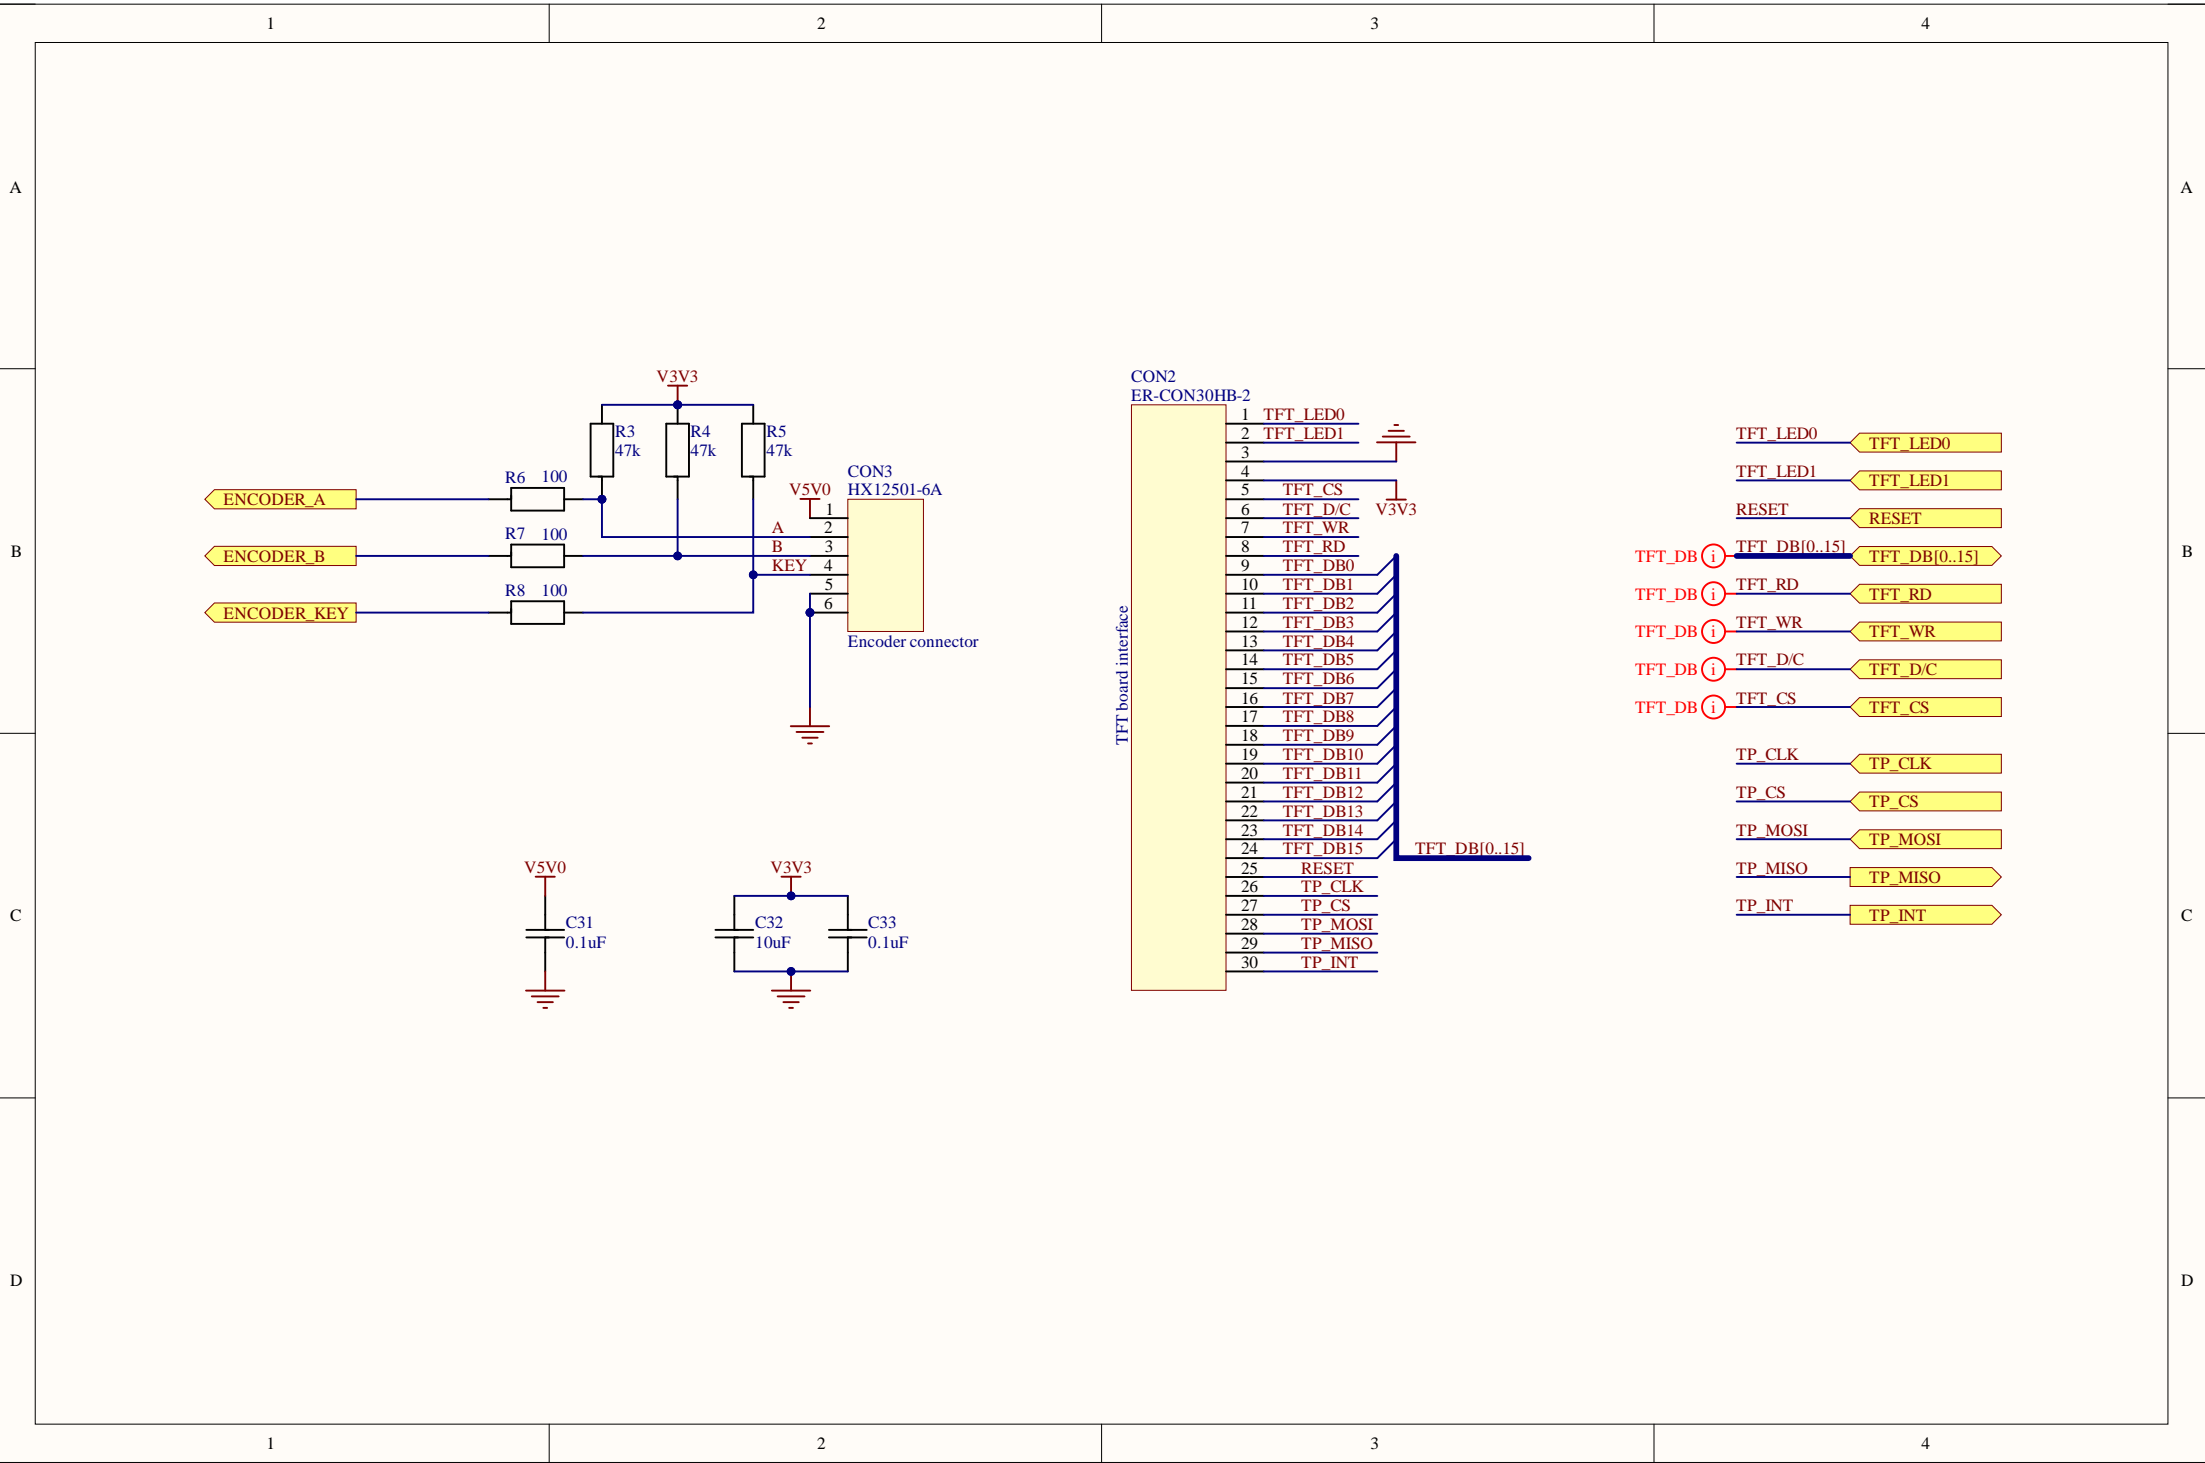 1 2 3 4
A A
B B
C C
D D
V3V3
R3
47k
R4
47k
R5
47k
R6 100
R7 100
R8 100
ENCODER_A
ENCODER_B
ENCODER_KEY
CON3
HX12501-6A
V5V0
1
A 2
B 3
KEY 4
5
6
Encoder connector
V5V0
C31
0.1uF
V3V3
C32
10uF
C33
0.1uF
CON2
ER-CON30HB-2
TFT board interface
1 TFT_LED0
2 TFT_LED1
3
4
V3V3
5 TFT_CS
6 TFT_D/C
7 TFT_WR
8 TFT_RD
9 TFT_DB0
10 TFT_DB1
11 TFT_DB2
12 TFT_DB3
13 TFT_DB4
14 TFT_DB5
15 TFT_DB6
16 TFT_DB7
17 TFT_DB8
18 TFT_DB9
19 TFT_DB10
20 TFT_DB11
21 TFT_DB12
22 TFT_DB13
23 TFT_DB14
24 TFT_DB15
TFT_DB[0..15]
25 RESET
26 TP_CLK
27 TP_CS
28 TP_MOSI
29 TP_MISO
30 TP_INT
TFT_LED0 TFT_LED0
TFT_LED1 TFT_LED1
RESET RESET
TFT_DB i TFT_DB[0..15] TFT_DB[0..15]
TFT_DB i TFT_RD TFT_RD
TFT_DB i TFT_WR TFT_WR
TFT_DB i TFT_D/C TFT_D/C
TFT_DB i TFT_CS TFT_CS
TP_CLK TP_CLK
TP_CS TP_CS
TP_MOSI TP_MOSI
TP_MISO TP_MISO
TP_INT TP_INT
1 2 3 4